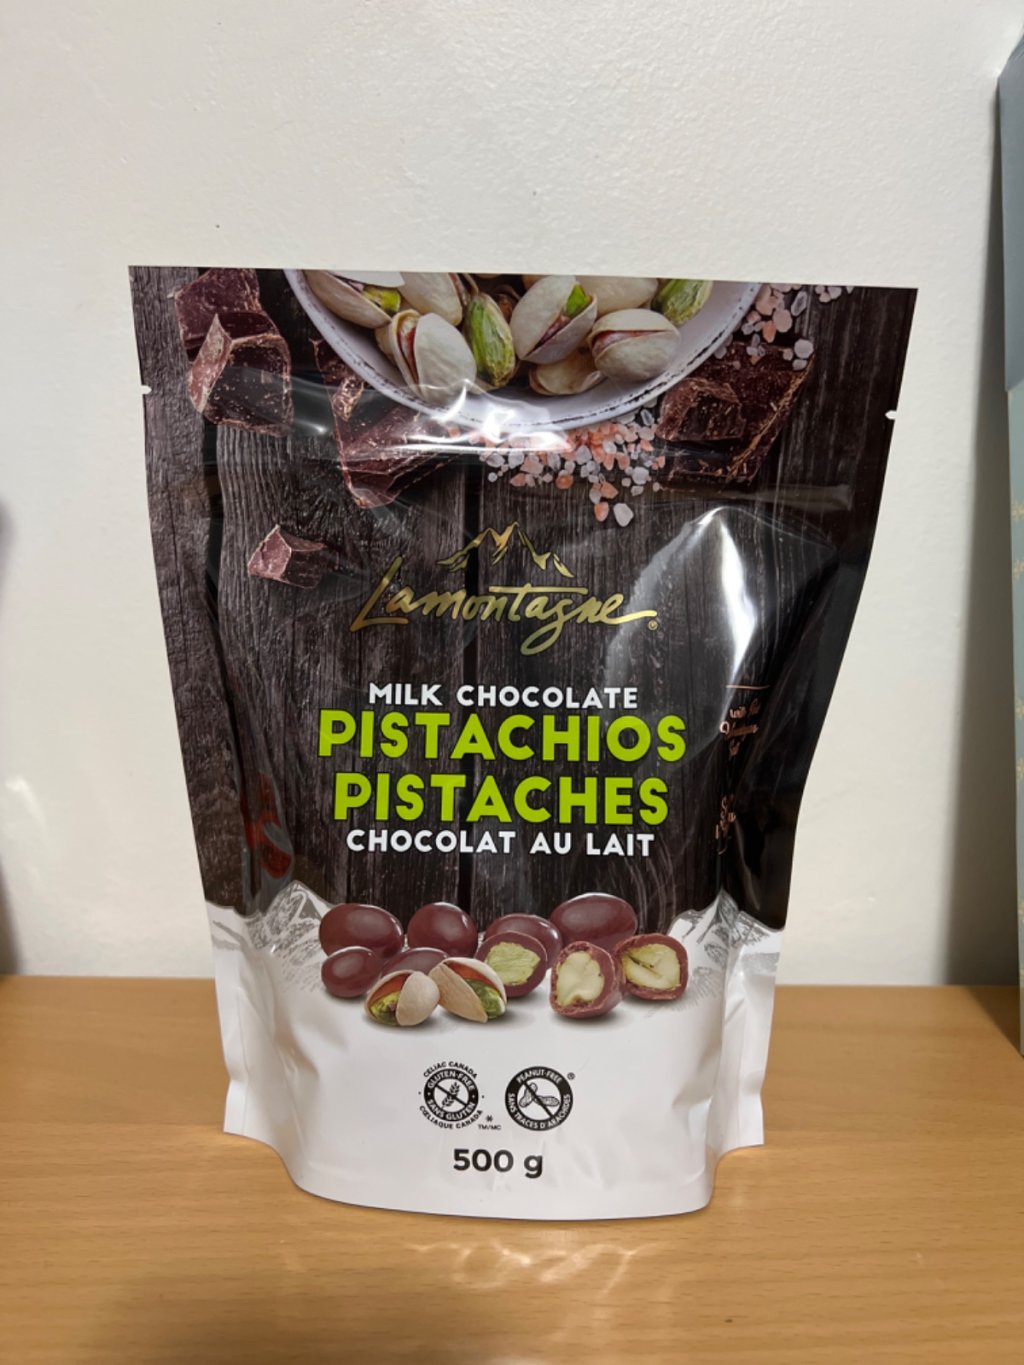 Lamontagne®
MILK CHOCOLATE
PISTACHIOS
PISTACHES
CHOCOLAT AU LAIT
CELIAC CANADA
GLUTEN-FREE
SANS GLUTEN
CŒLIAQUE CANADA
* TM/MC
PEANUT-FREE ®
SANS TRACES D'ARACHIDES
500 g